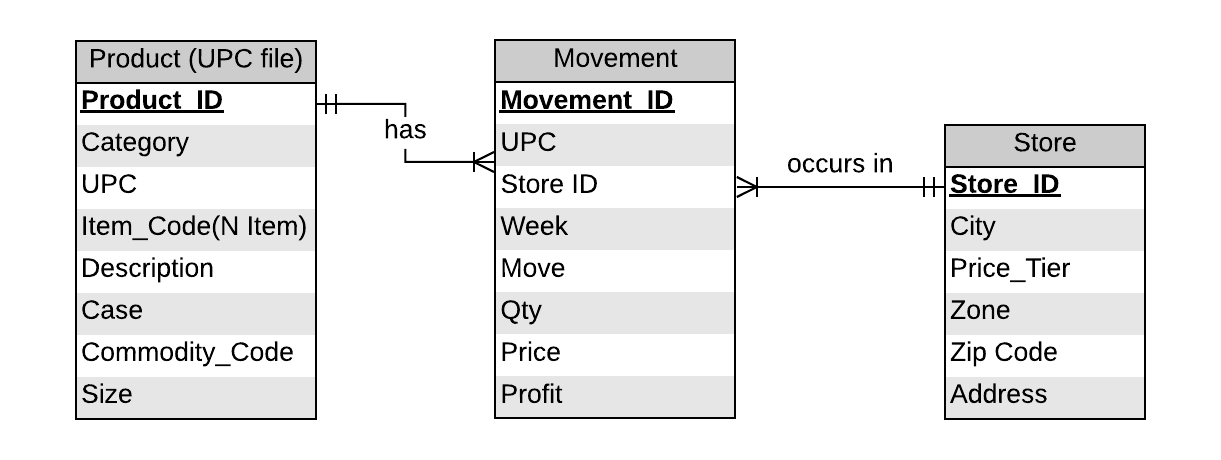 Product (UPC file)
Product_ID
Category
UPC
Item_Code(N Item)
Description
Case
Commodity_Code
Size
has
Movement
Movement_ID
UPC
Store ID
Week
Move
Qty
Price
Profit
occurs in
Store
Store_ID
City
Price_Tier
Zone
Zip Code
Address